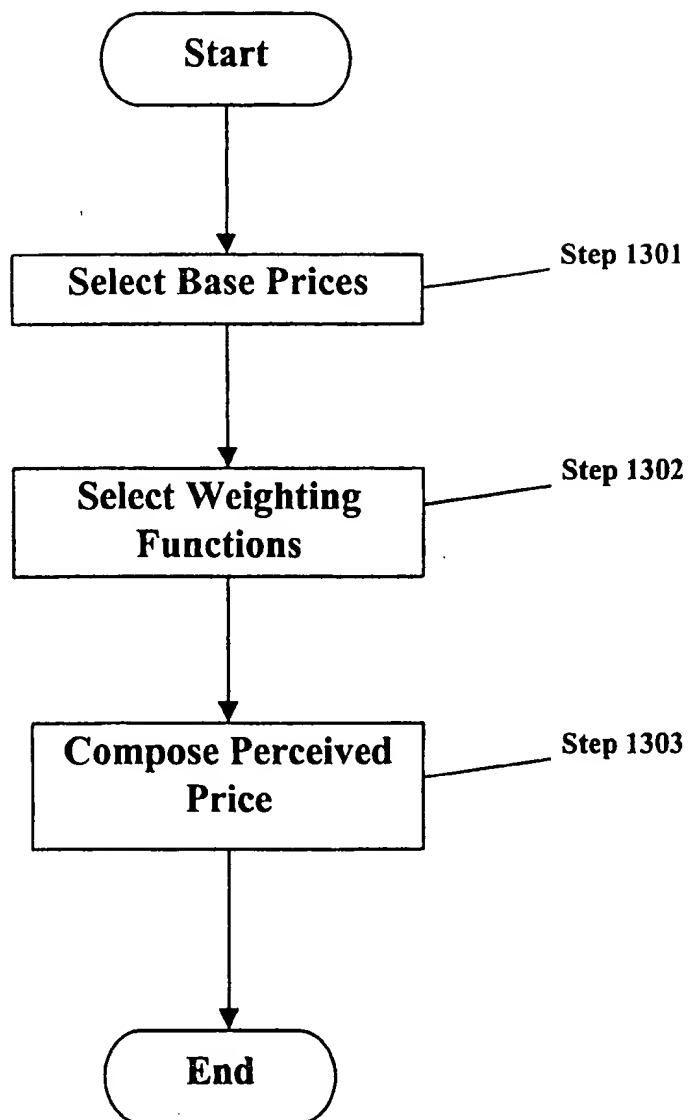 Start
Select Base Prices
Step 1301
Select Weighting
Functions
Step 1302
Compose Perceived
Price
Step 1303
End